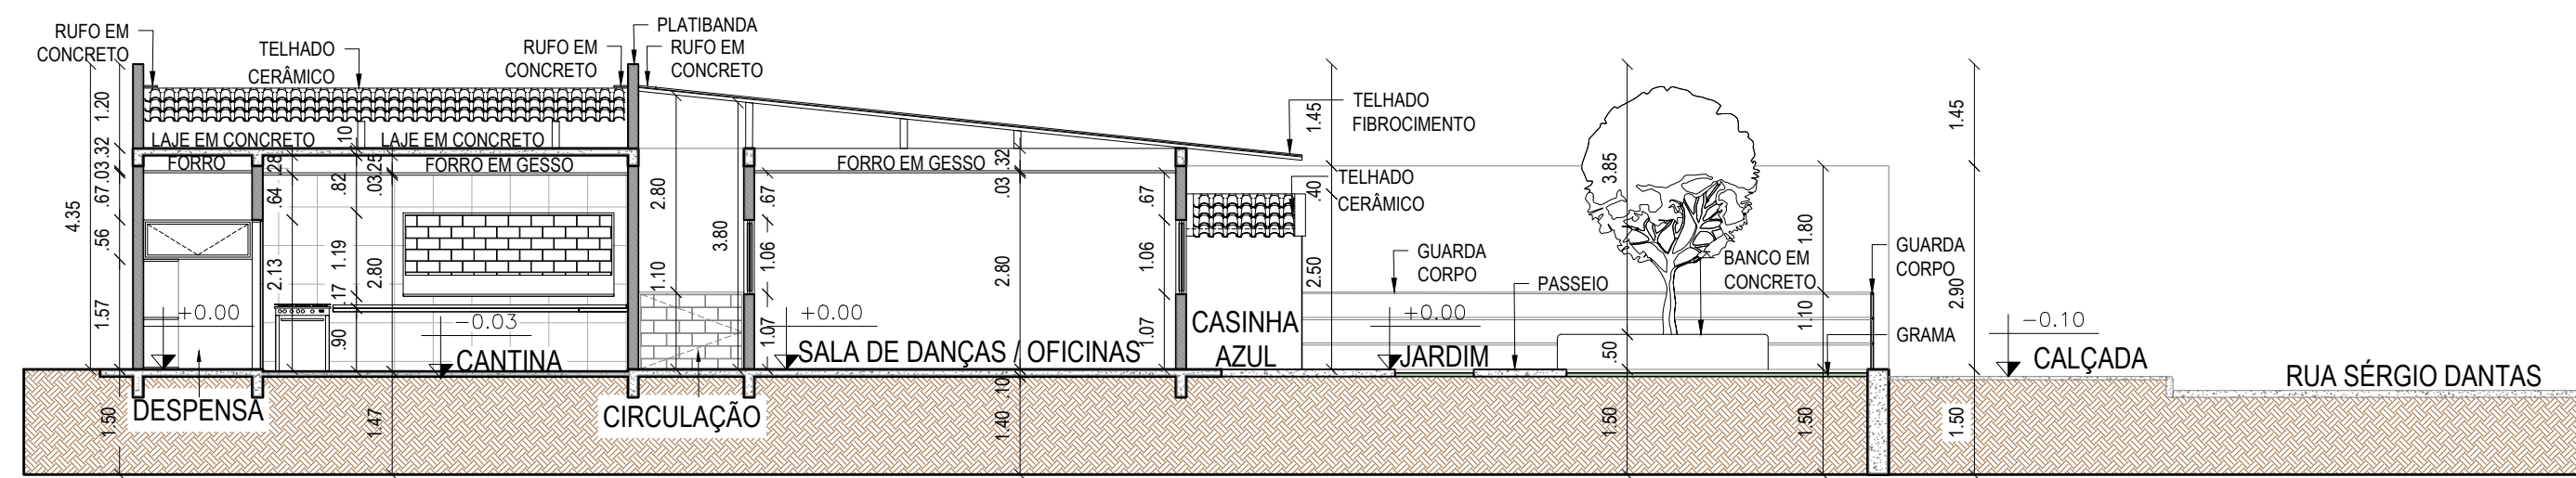 RUFO EM
CONCRETO
TELHADO
CERÂMICO
RUFO EM
CONCRETO
PLATIBANDA
RUFO EM
CONCRETO
TELHADO
FIBROCIMENTO
TELHADO
CERÂMICO
LAJE EM CONCRETO
LAJE EM CONCRETO
FORRO
FORRO EM GESSO
FORRO EM GESSO
4.35
1.20
.32
.03
.67
.56
1.57
1.50
.10
.28
.64
2.13
.82
1.19
.17
.90
.25
.03
2.80
1.47
2.80
1.10
3.80
.67
1.06
1.07
.32
.03
2.80
.10
1.40
.67
1.06
1.07
1.45
.40
2.50
3.85
.50
1.50
1.80
1.10
1.50
1.45
2.90
1.50
+0.00
-0.03
+0.00
+0.00
-0.10
GUARDA
CORPO
PASSEIO
BANCO EM
CONCRETO
GUARDA
CORPO
GRAMA
DESPENSA
CANTINA
CIRCULAÇÃO
SALA DE DANÇAS / OFICINAS
CASINHA
AZUL
JARDIM
CALÇADA
RUA SÉRGIO DANTAS